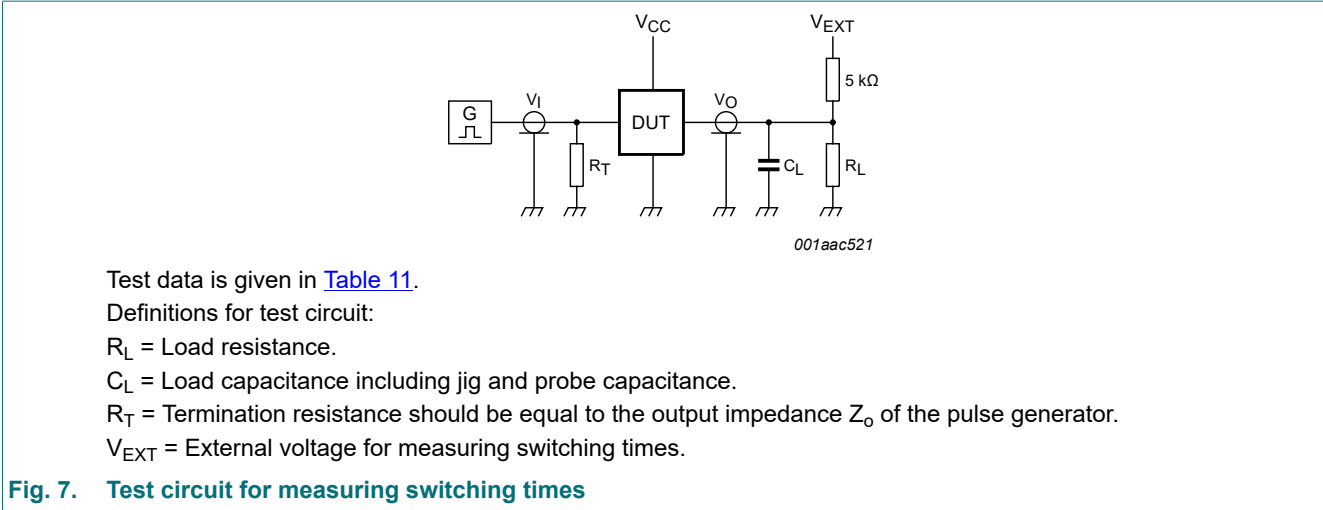 VCC
VEXT
5 kΩ
G
VI
DUT
VO
RT
CL
RL
001aac521
Test data is given in Table 11.
Definitions for test circuit:
RL = Load resistance.
CL = Load capacitance including jig and probe capacitance.
RT = Termination resistance should be equal to the output impedance Zo of the pulse generator.
VEXT = External voltage for measuring switching times.
Fig. 7. Test circuit for measuring switching times